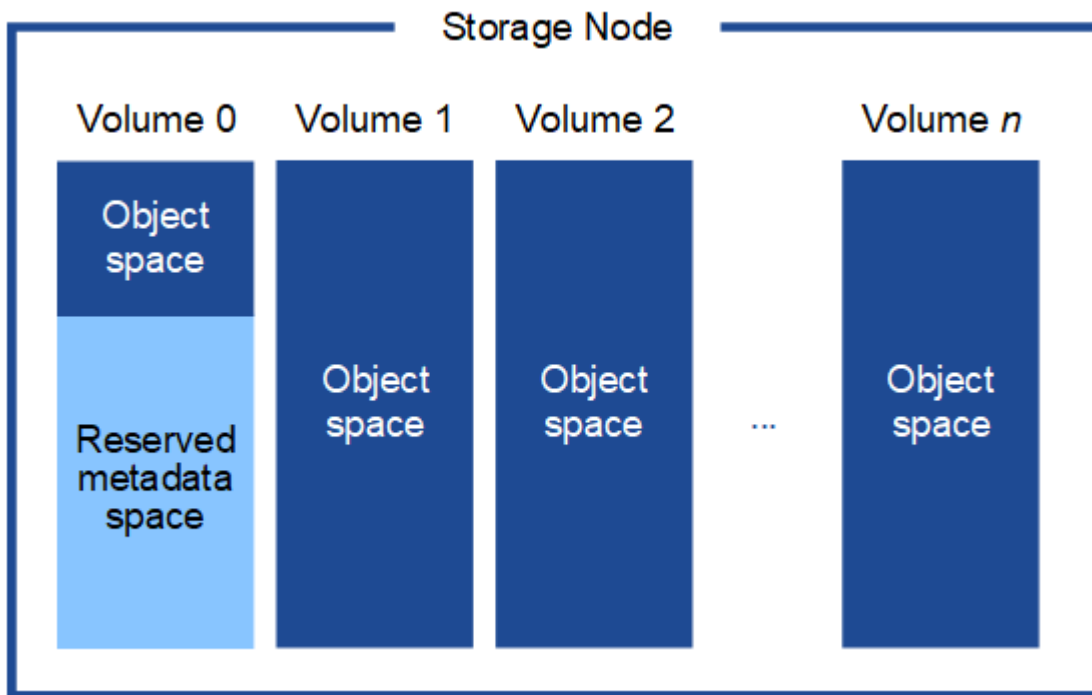 Storage Node
Volume 0
Volume 1
Volume 2
Volume n
Object
space
Reserved
metadata
space
Object
space
Object
space
...
Object
space